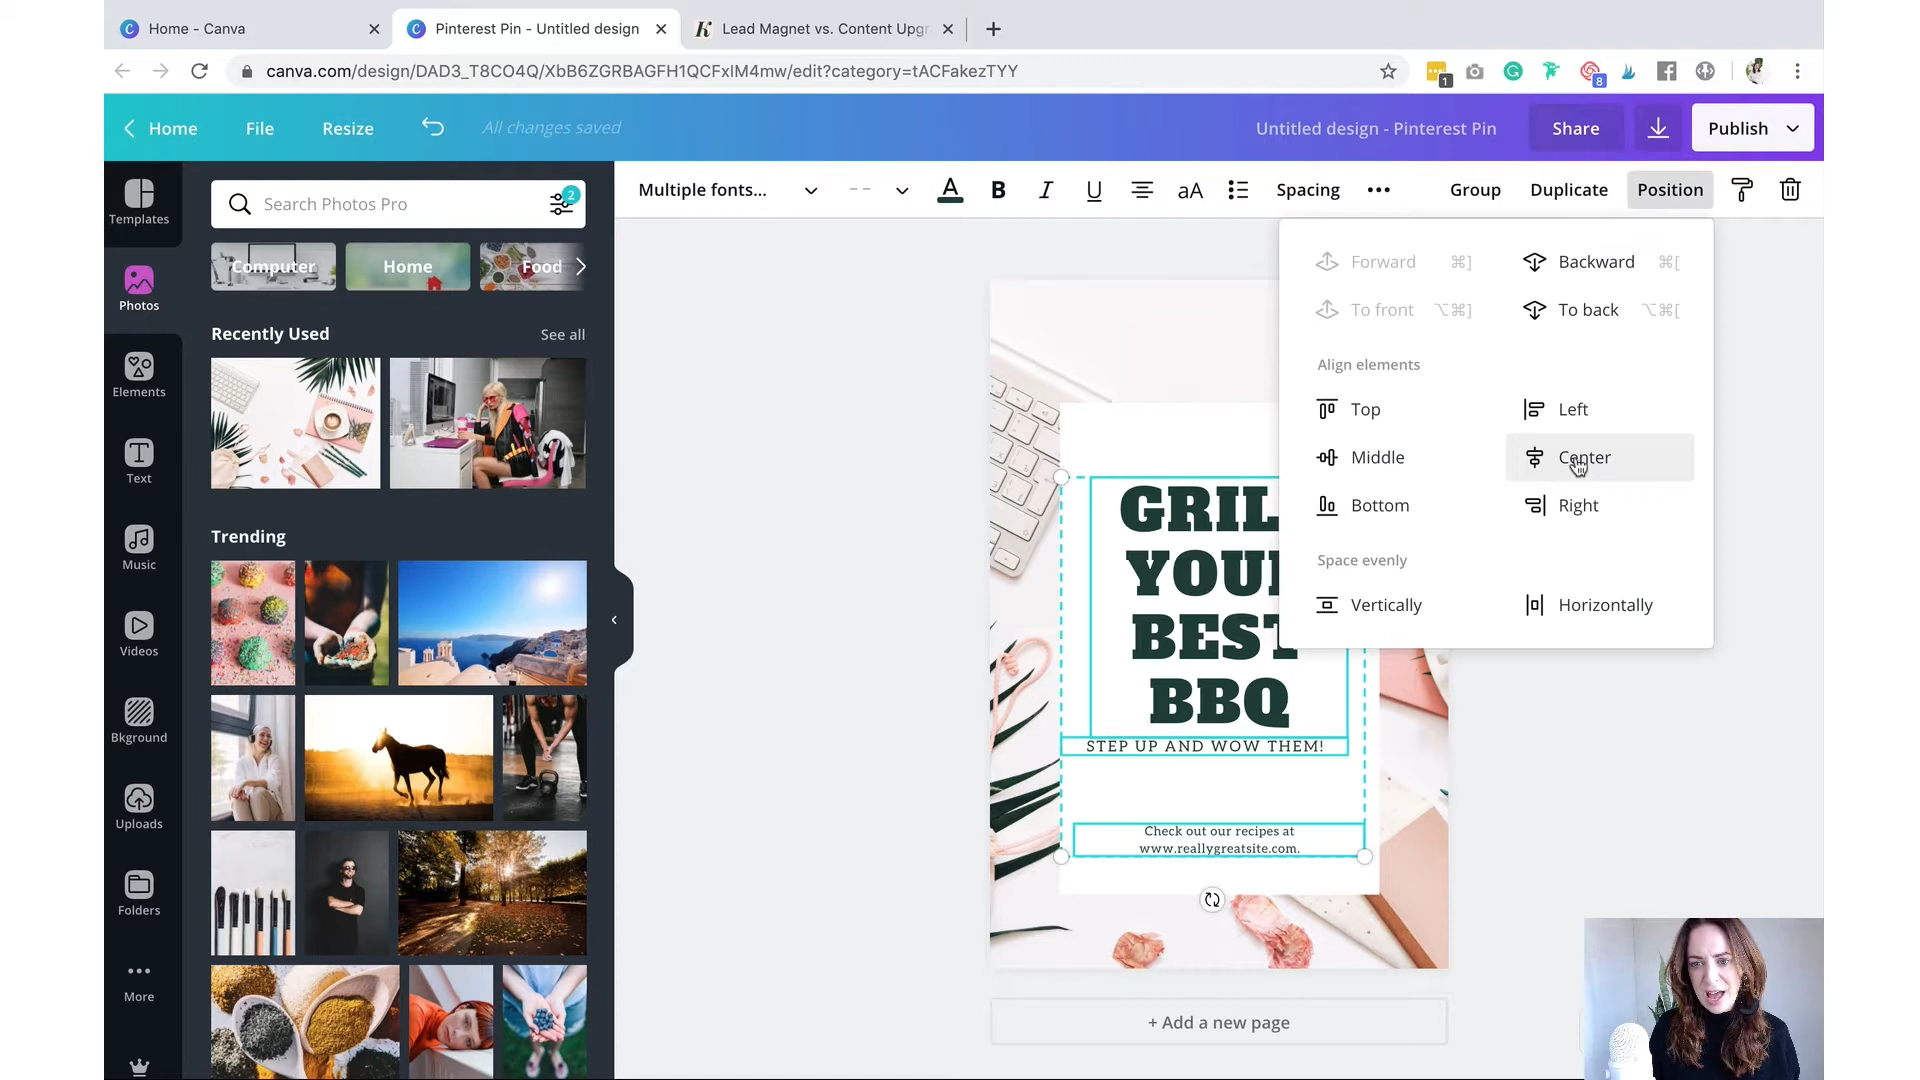 Home - Canva
Pinterest Pin - Untitled design
Lead Magnet vs. Content Upgr
canva.com/design/DAD3_T8CO4Q/XbB6ZGRBAGFH1QCFxIM4mw/edit?category=tACFakezTYY
1
8
Home
File
Resize
All changes saved
Untitled design - Pinterest Pin
Share
Publish
Multiple fonts...
- -
A
B
I
U
aA
Spacing
Group
Duplicate
Position
Templates
Photos
Elements
Text
Music
Videos
Bkground
Uploads
Folders
More
Search Photos Pro
2
Computer
Home
Food
Recently Used
See all
Trending
Forward ⌘]
Backward ⌘[
To front ⌥⌘]
To back ⌥⌘[
Align elements
Top
Left
Middle
Center
Bottom
Right
Space evenly
Vertically
Horizontally
GRIL
YOUR
BEST
BBQ
STEP UP AND WOW THEM!
Check out our recipes at
www.reallygreatsite.com.
+ Add a new page